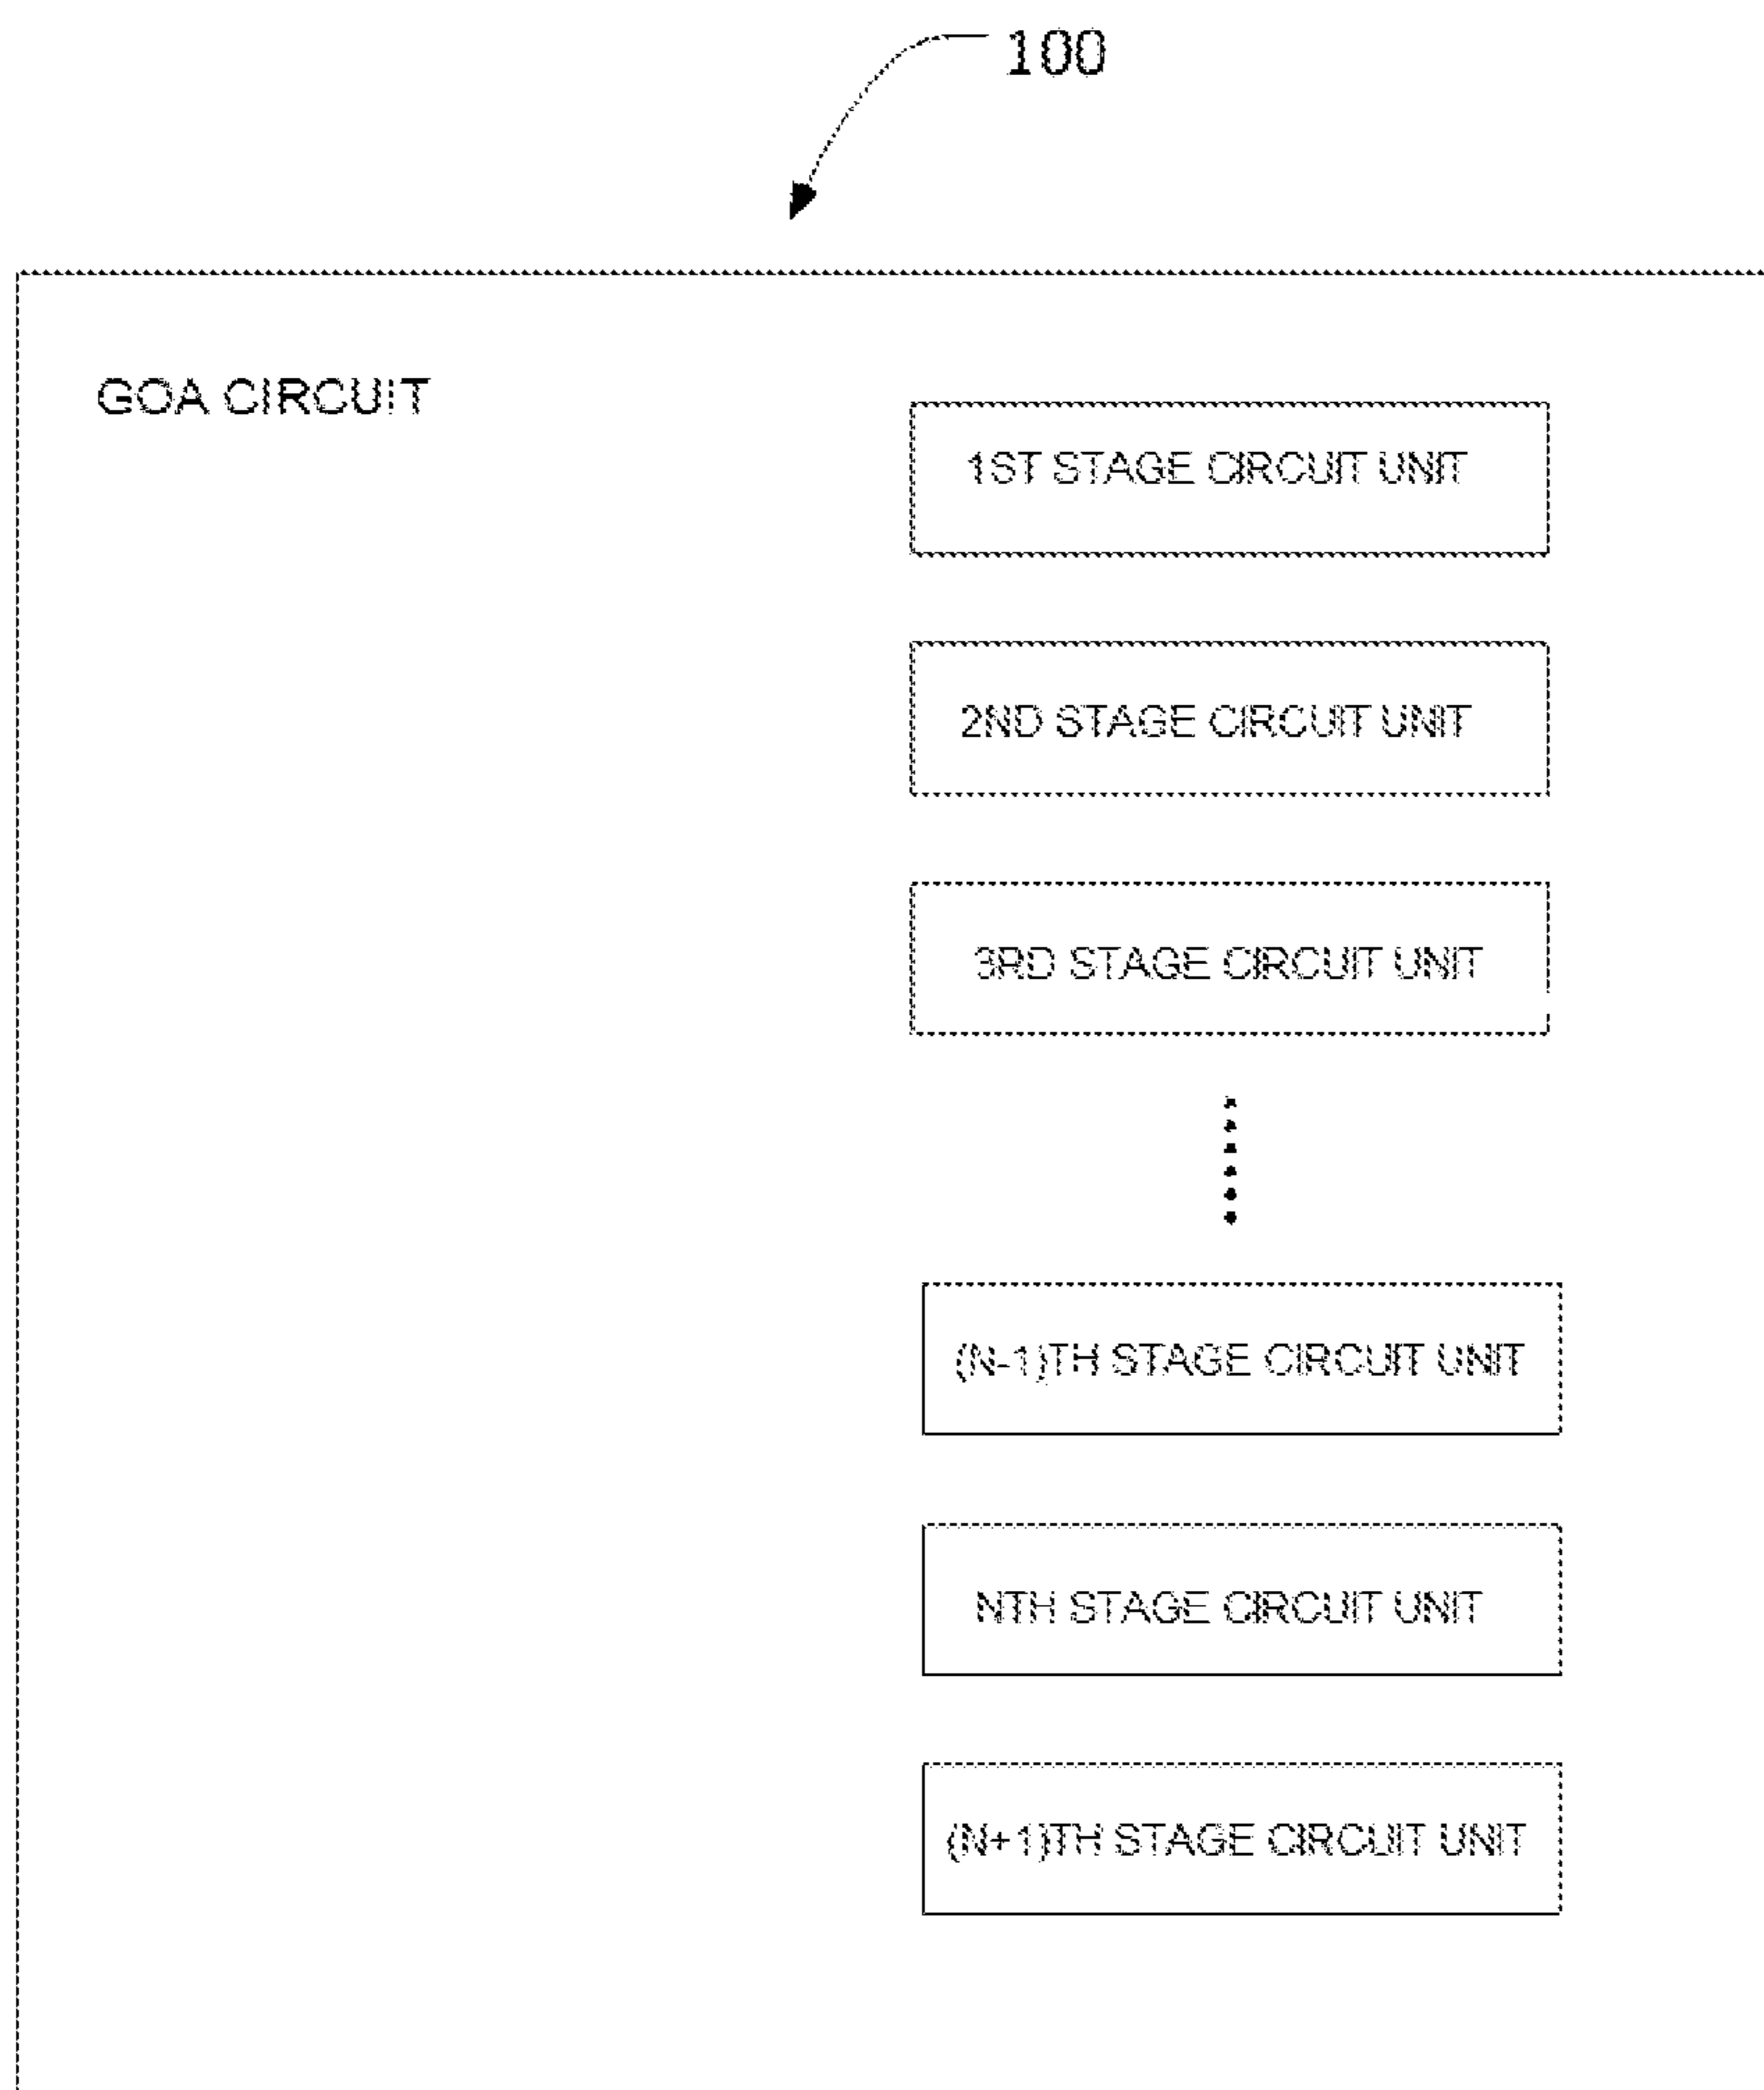 100
GOA CIRCUIT
1ST STAGE CIRCUIT UNIT
2ND STAGE CIRCUIT UNIT
3RD STAGE CIRCUIT UNIT
(N-1)TH STAGE CIRCUIT UNIT
NTH STAGE CIRCUIT UNIT
(N+1)TH STAGE CIRCUIT UNIT